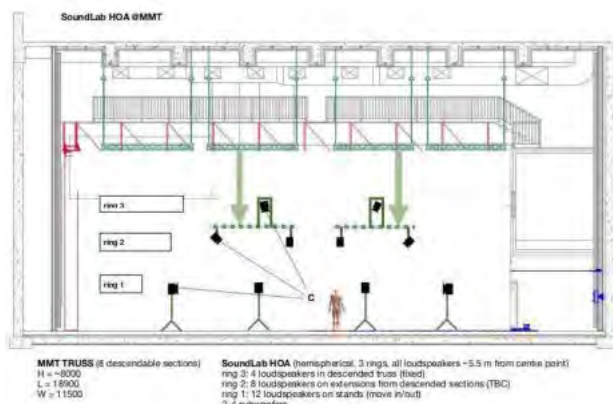 SoundLab HOA @MMT
ring 3
ring 2
ring 1
C
MMT TRUSS (8 descendable sections)
H = ~8000
L = 18900
W = 11500
SoundLab HOA (hemispherical, 3 rings, all loudspeakers ~5.5 m from centre point)
ring 3: 4 loudspeakers in descended truss (fixed)
ring 2: 8 loudspeakers on extensions from descended sections (TBC)
ring 1: 12 loudspeakers on stands (move in/out)